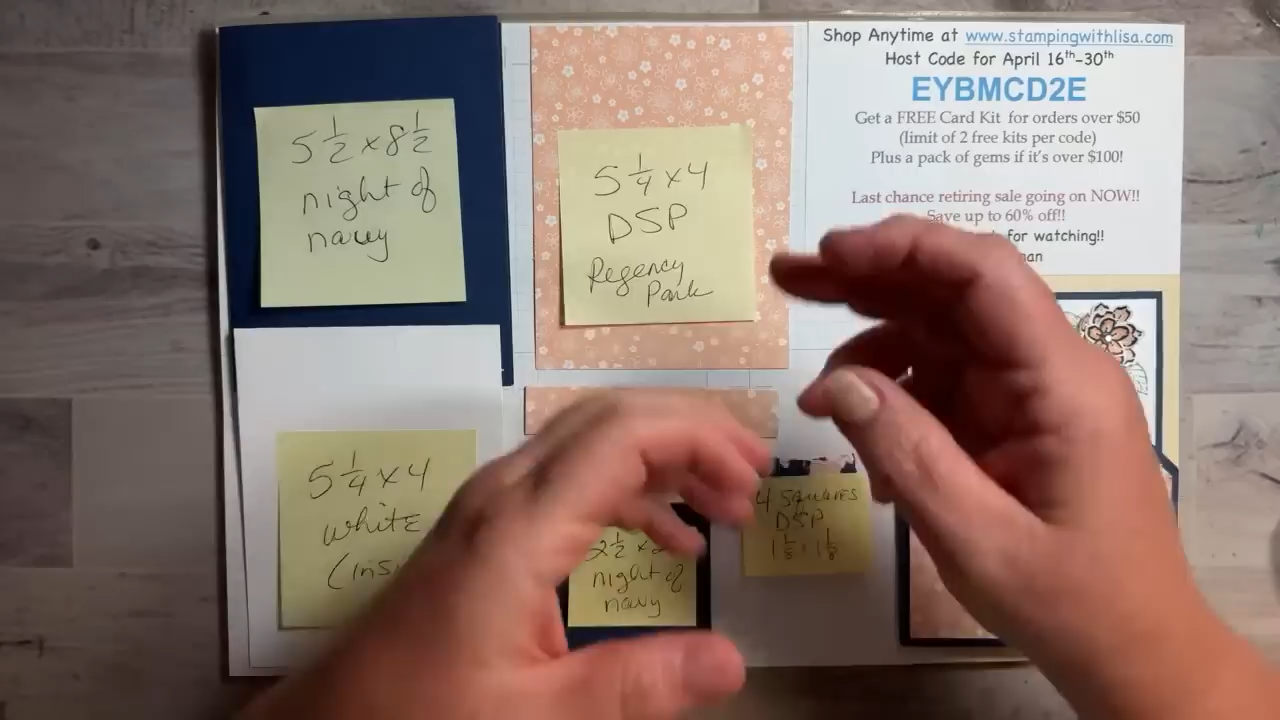 5 1/2 x 8 1/2
night of
navy
5 1/4 x 4
DSP
Regency
Park
Shop Anytime at www.stampingwithlisa.com
Host Code for April 16th-30th
EYBMCD2E
Get a FREE Card Kit for orders over $50
(limit of 2 free kits per code)
Plus a pack of gems if it's over $100!
Last chance retiring sale going on NOW!!
Save up to 60% off!!
for watching!!
5 1/4 x 4
white
2 1/2 x
night of
navy
4 SQUARES
DSP
1 1/8 x 1 1/8